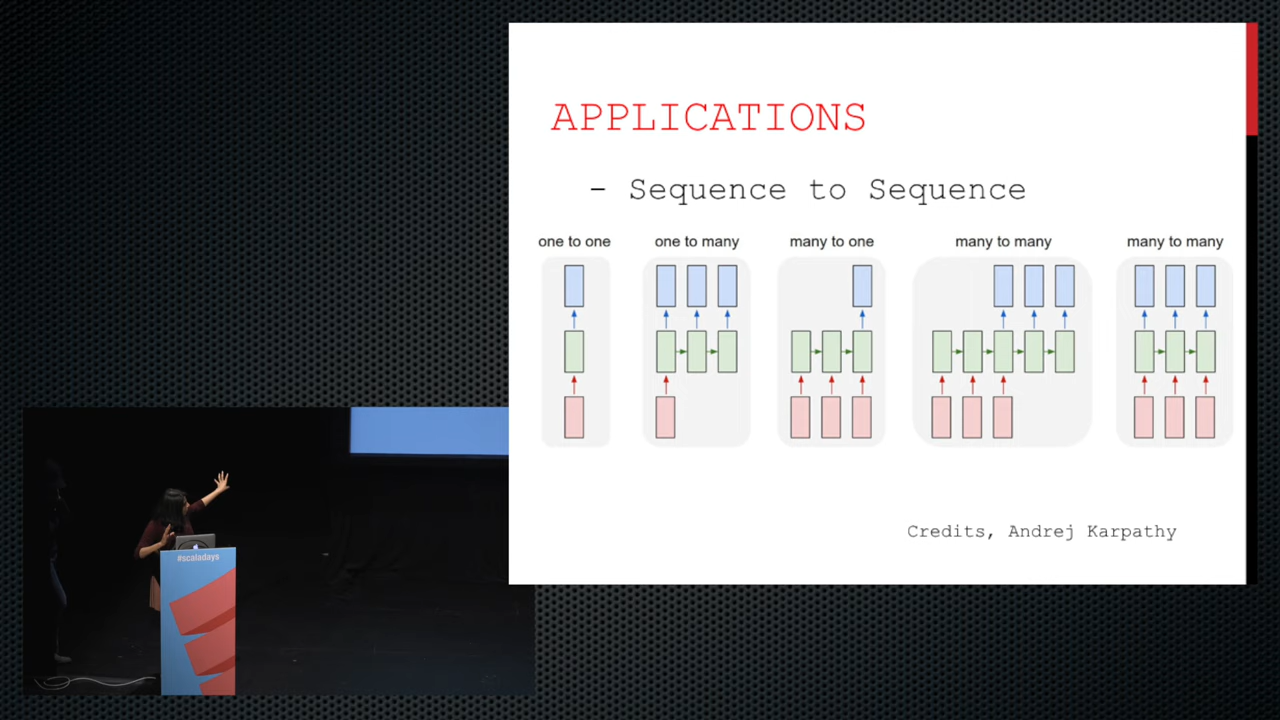 APPLICATIONS
- Sequence to Sequence
one to one one to many many to one many to many many to many
Credits, Andrej Karpathy
#scaladays